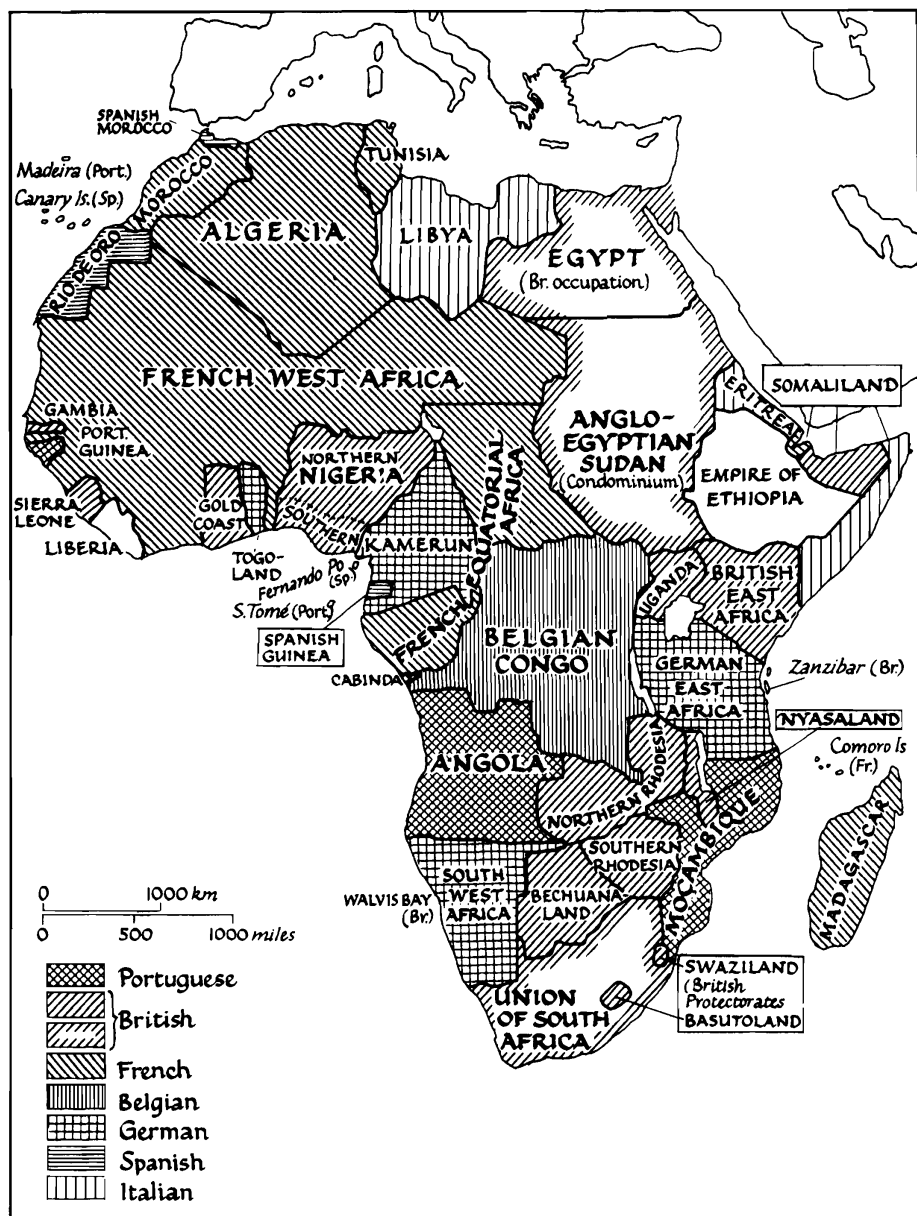 SPANISH
MOROCCO
Madeira (Port.)
Canary Is. (Sp.)
MOROCCO
RIO DE ORO
ALGERIA
TUNISIA
LIBYA
EGYPT
(Br. occupation)
FRENCH WEST AFRICA
GAMBIA
PORT.
GUINEA
SIERRA
LEONE
LIBERIA
GOLD
COAST
TOGO-
LAND
NORTHERN
NIGERIA
SOUTHERN
KAMERUN
Fernando Po
(Sp.)
S. Tomé (Port.)
SPANISH
GUINEA
FRENCH EQUATORIAL
AFRICA
ANGLO-
EGYPTIAN
SUDAN
(Condominium)
ERITREA
SOMALILAND
EMPIRE OF
ETHIOPIA
UGANDA
BRITISH
EAST
AFRICA
BELGIAN
CONGO
CABINDA
GERMAN
EAST
AFRICA
Zanzibar (Br.)
NYASALAND
Comoro Is
(Fr.)
ANGOLA
NORTHERN RHODESIA
SOUTHERN
RHODESIA
MOÇAMBIQUE
MADAGASCAR
WALVIS BAY
(Br.)
SOUTH
WEST
AFRICA
BECHUANA
LAND
UNION
OF SOUTH
AFRICA
SWAZILAND
(British
Protectorates
BASUTOLAND
0 1000 km
0 500 1000 miles
Portuguese
British
French
Belgian
German
Spanish
Italian